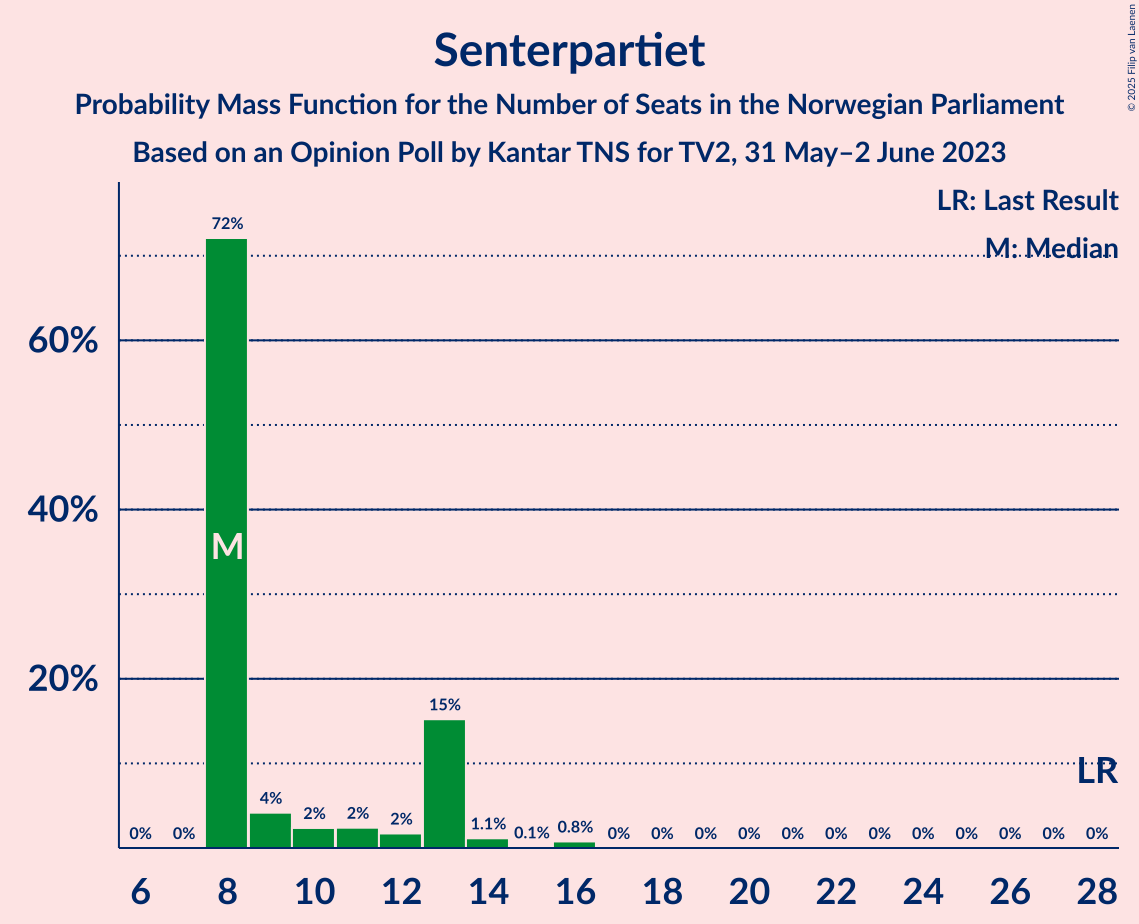 Senterpartiet
Probability Mass Function for the Number of Seats in the Norwegian Parliament
Based on an Opinion Poll by Kantar TNS for TV2, 31 May–2 June 2023
© 2025 Filip van Laenen
LR: Last Result
M: Median
72%
60%
40%
M
20%
15%
LR
4%
2%
2%
2%
1.1%
0.1%
0.8%
0% 0% 0% 0% 0% 0% 0% 0% 0% 0% 0% 0% 0% 0%
6 8 10 12 14 16 18 20 22 24 26 28